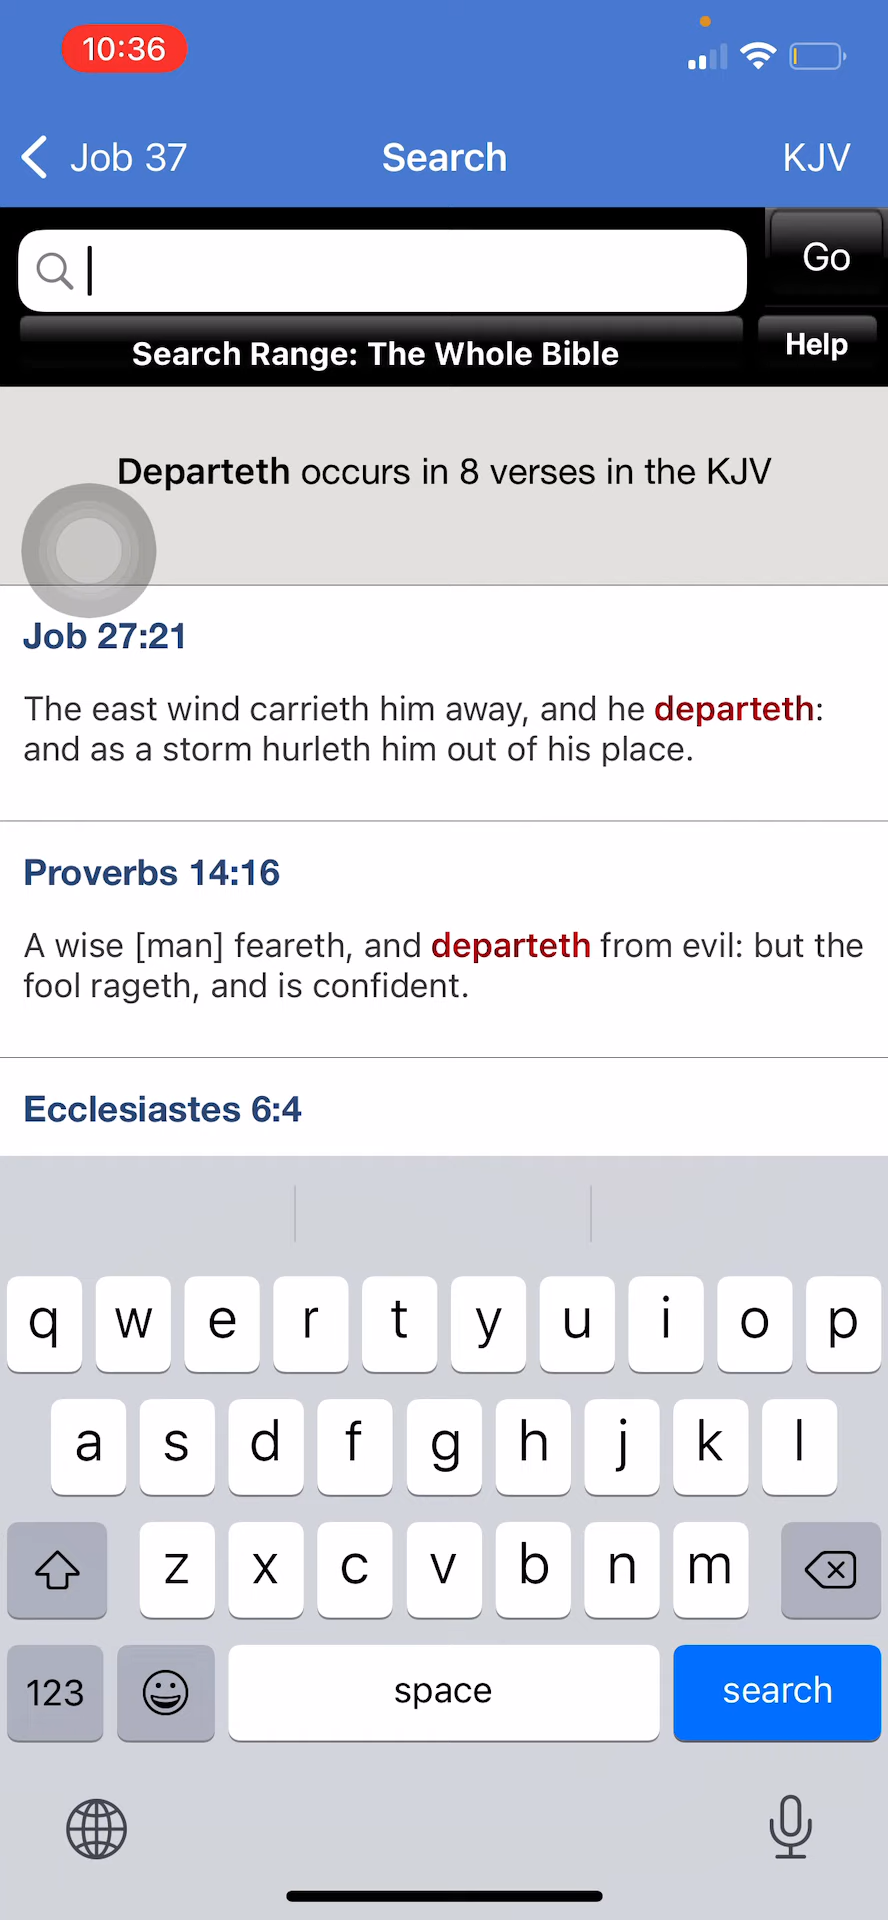 10:36
Job 37 Search KJV
Go
Search Range: The Whole Bible Help
Departeth occurs in 8 verses in the KJV
Job 27:21
The east wind carrieth him away, and he departeth:
and as a storm hurleth him out of his place.
Proverbs 14:16
A wise [man] feareth, and departeth from evil: but the
fool rageth, and is confident.
Ecclesiastes 6:4
q w e r t y u i o p
a s d f g h j k l
z x c v b n m
123 space search